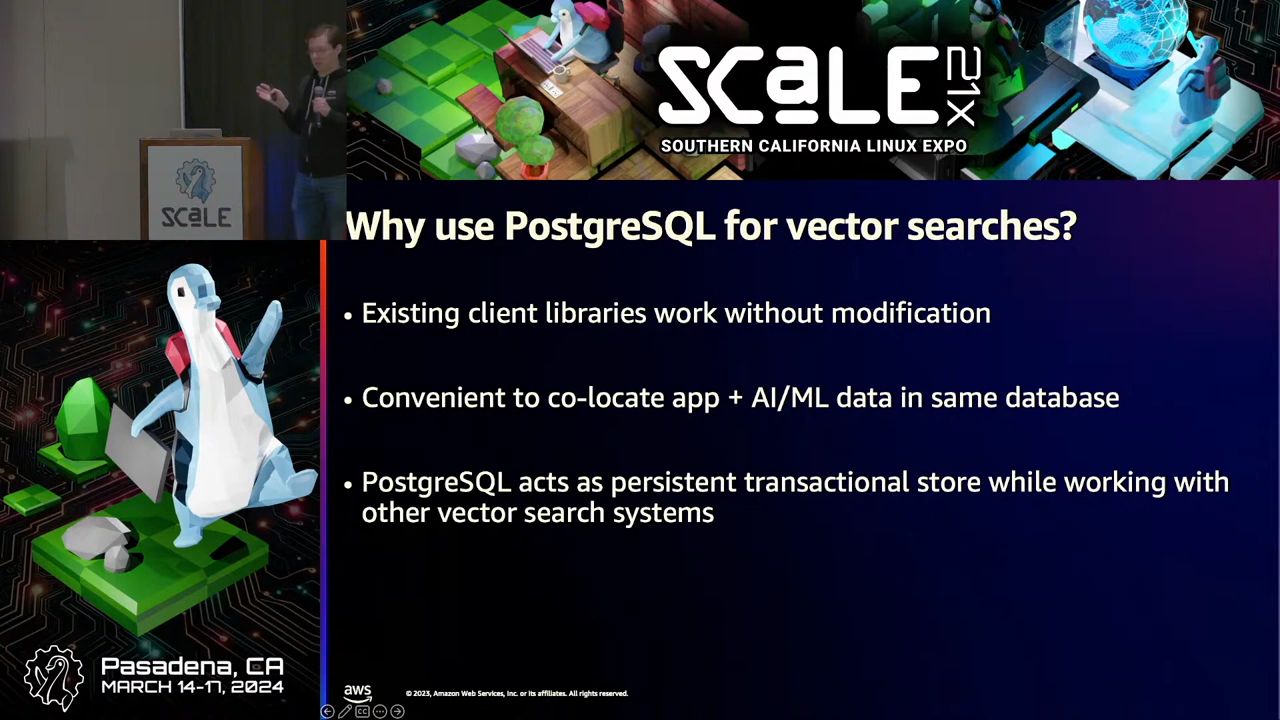 SCaLE
21X
SOUTHERN CALIFORNIA LINUX EXPO
SCaLE
Why use PostgreSQL for vector searches?
• Existing client libraries work without modification
• Convenient to co-locate app + AI/ML data in same database
• PostgreSQL acts as persistent transactional store while working with
other vector search systems
Pasadena, CA
MARCH 14-17, 2024
aws
© 2023, Amazon Web Services, Inc. or its affiliates. All rights reserved.
CC